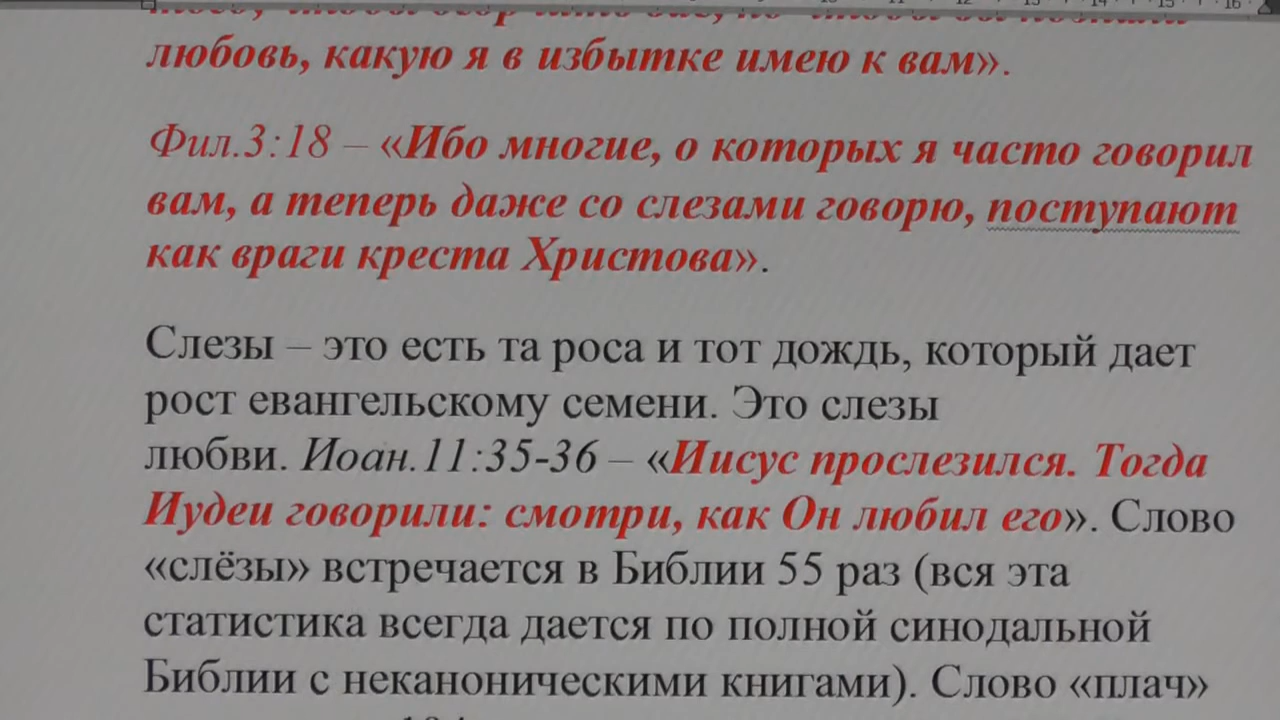 любовь, какую я в избытке имею к вам».
Фил.3:18 – «Ибо многие, о которых я часто говорил
вам, а теперь даже со слезами говорю, поступают
как враги креста Христова».
Слезы – это есть та роса и тот дождь, который дает
рост евангельскому семени. Это слезы
любви. Иоан.11:35-36 – «Иисус прослезился. Тогда
Иудеи говорили: смотри, как Он любил его». Слово
«слёзы» встречается в Библии 55 раз (вся эта
статистика всегда дается по полной синодальной
Библии с неканоническими книгами). Слово «плач»